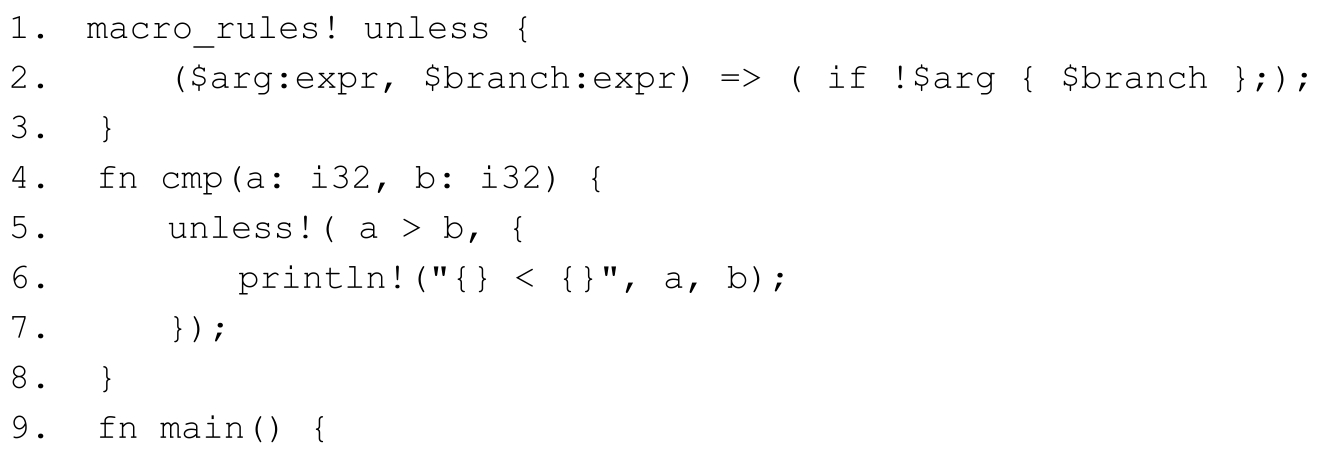 1. macro_rules! unless {
2.     ($arg:expr, $branch:expr) => ( if !$arg { $branch };);
3. }
4. fn cmp(a: i32, b: i32) {
5.     unless!( a > b, {
6.         println!("{} < {}", a, b);
7.     });
8. }
9. fn main() {